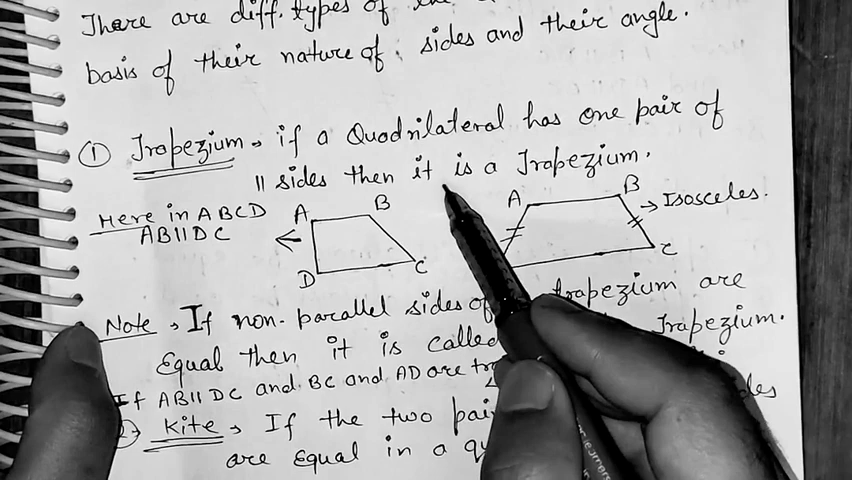 There are diff. types of the
basis of their nature of. sides and their angle.
① Trapezium → if a Quadrilateral has one pair of
|| sides then it is a Trapezium.
Here in ABCD
AB||DC
A B
D C
A B → Isosceles.
C
Note → If non-parallel sides of trapezium are
Equal then it is called Trapezium.
If AB||DC and BC and AD are
Kite → If the two
are Equal in a